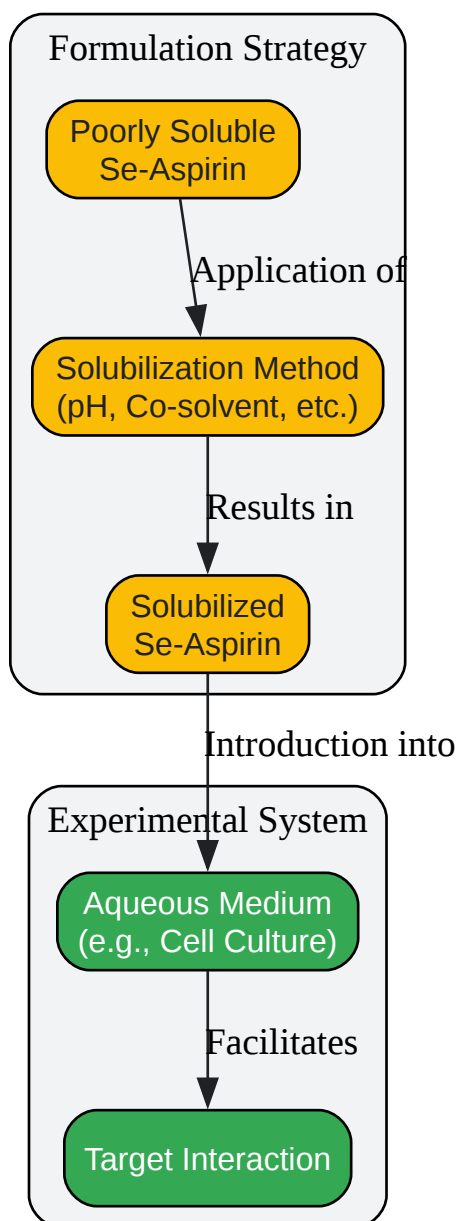 Formulation Strategy
Poorly Soluble
Se-Aspirin
Application of
Solubilization Method
(pH, Co-solvent, etc.)
Results in
Solubilized
Se-Aspirin
Introduction into
Experimental System
Aqueous Medium
(e.g., Cell Culture)
Facilitates
Target Interaction